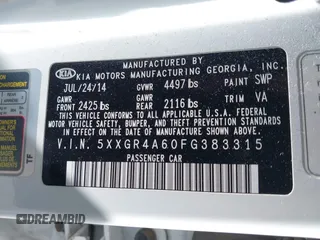 MANUFACTURED BY
KIA KIA MOTORS MANUFACTURING GEORGIA, INC.
JUL/24/14 GVWR 4497 lbs PAINT SWP
GAWR FRONT 2425 lbs GAWR REAR 2116 lbs TRIM VA
THIS VEHICLE CONFORMS TO ALL APPLICABLE U.S.A. FEDERAL
MOTOR VEHICLE SAFETY, BUMPER, AND THEFT PREVENTION
STANDARDS IN EFFECT ON THE DATE OF MANUFACTURE SHOWN ABOVE.
V.I.N. 5XXGR4A60FG383315
PASSENGER CAR
TF
DREAMBID